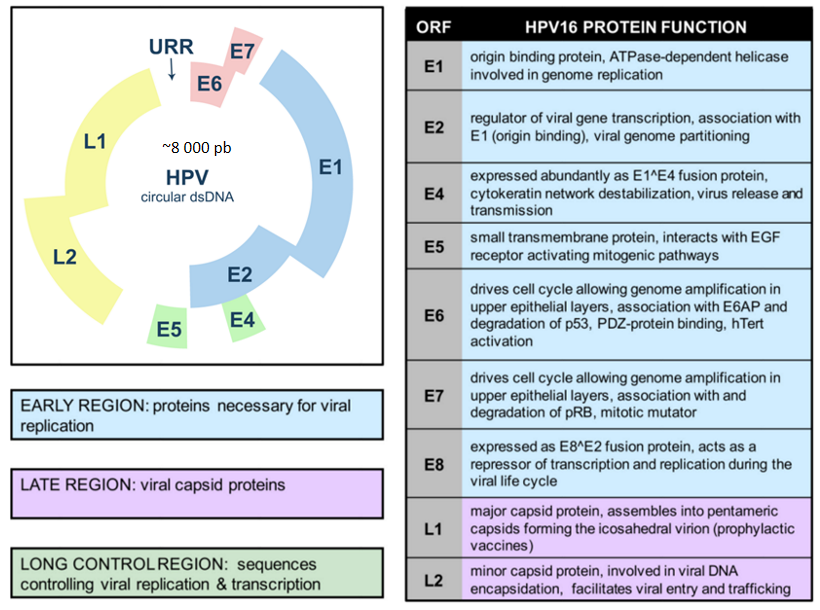 URR
E7
E6
L1
~8 000 pb
E1
HPV
circular dsDNA
L2
E2
E5
E4
EARLY REGION: proteins necessary for viral
replication
LATE REGION: viral capsid proteins
LONG CONTROL REGION: sequences
controlling viral replication & transcription
ORF HPV16 PROTEIN FUNCTION
E1
origin binding protein, ATPase-dependent helicase
involved in genome replication
E2
regulator of viral gene transcription, association with
E1 (origin binding), viral genome partitioning
E4
expressed abundantly as E1^E4 fusion protein,
cytokeratin network destabilization, virus release and
transmission
E5
small transmembrane protein, interacts with EGF
receptor activating mitogenic pathways
E6
drives cell cycle allowing genome amplification in
upper epithelial layers, association with E6AP and
degradation of p53, PDZ-protein binding, hTert
activation
E7
drives cell cycle allowing genome amplification in
upper epithelial layers, association with and
degradation of pRB, mitotic mutator
E8
expressed as E8^E2 fusion protein, acts as a
repressor of transcription and replication during the
viral life cycle
L1
major capsid protein, assembles into pentameric
capsids forming the icosahedral virion (prophylactic
vaccines)
L2
minor capsid protein, involved in viral DNA
encapsidation, facilitates viral entry and trafficking